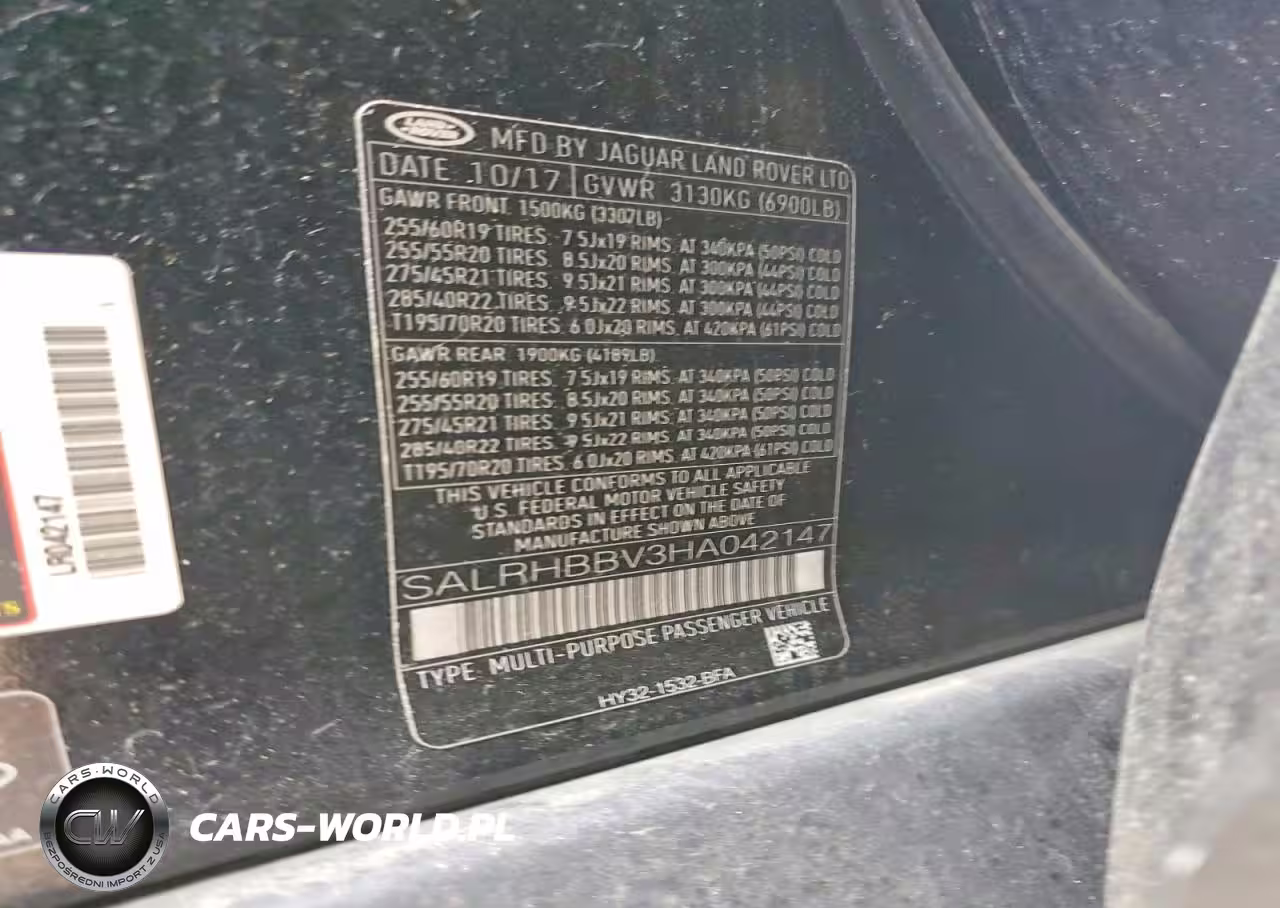 LAND ROVER
MFD BY JAGUAR LAND ROVER LTD
DATE 10/17 GVWR 3130KG (6900LB)
GAWR FRONT 1500KG (3307LB)
255/60R19 TIRES. 7 5Jx19 RIMS. AT 340KPA (50PSI) COLD
255/55R20 TIRES. 8 5Jx20 RIMS. AT 300KPA (44PSI) COLD
275/45R21 TIRES. 9 5Jx21 RIMS. AT 300KPA (44PSI) COLD
285/40R22 TIRES. 9 5Jx22 RIMS. AT 300KPA (44PSI) COLD
T195/70R20 TIRES. 6 0Jx20 RIMS. AT 420KPA (61PSI) COLD
GAWR REAR 1900KG (4189LB)
255/60R19 TIRES. 7 5Jx19 RIMS. AT 340KPA (50PSI) COLD
255/55R20 TIRES. 8 5Jx20 RIMS. AT 340KPA (50PSI) COLD
275/45R21 TIRES. 9 5Jx21 RIMS. AT 340KPA (50PSI) COLD
285/40R22 TIRES. 9 5Jx22 RIMS. AT 340KPA (50PSI) COLD
T195/70R20 TIRES. 6 0Jx20 RIMS. AT 420KPA (61PSI) COLD
THIS VEHICLE CONFORMS TO ALL APPLICABLE
U S. FEDERAL MOTOR VEHICLE SAFETY
STANDARDS IN EFFECT ON THE DATE OF
MANUFACTURE SHOWN ABOVE
SALRHBBV3HA042147
TYPE: MULTI-PURPOSE PASSENGER VEHICLE
HY32-1532-BFA
LR042147
CARS-WORLD
CW
BEZPOŚREDNI IMPORT Z USA
CARS-WORLD.PL